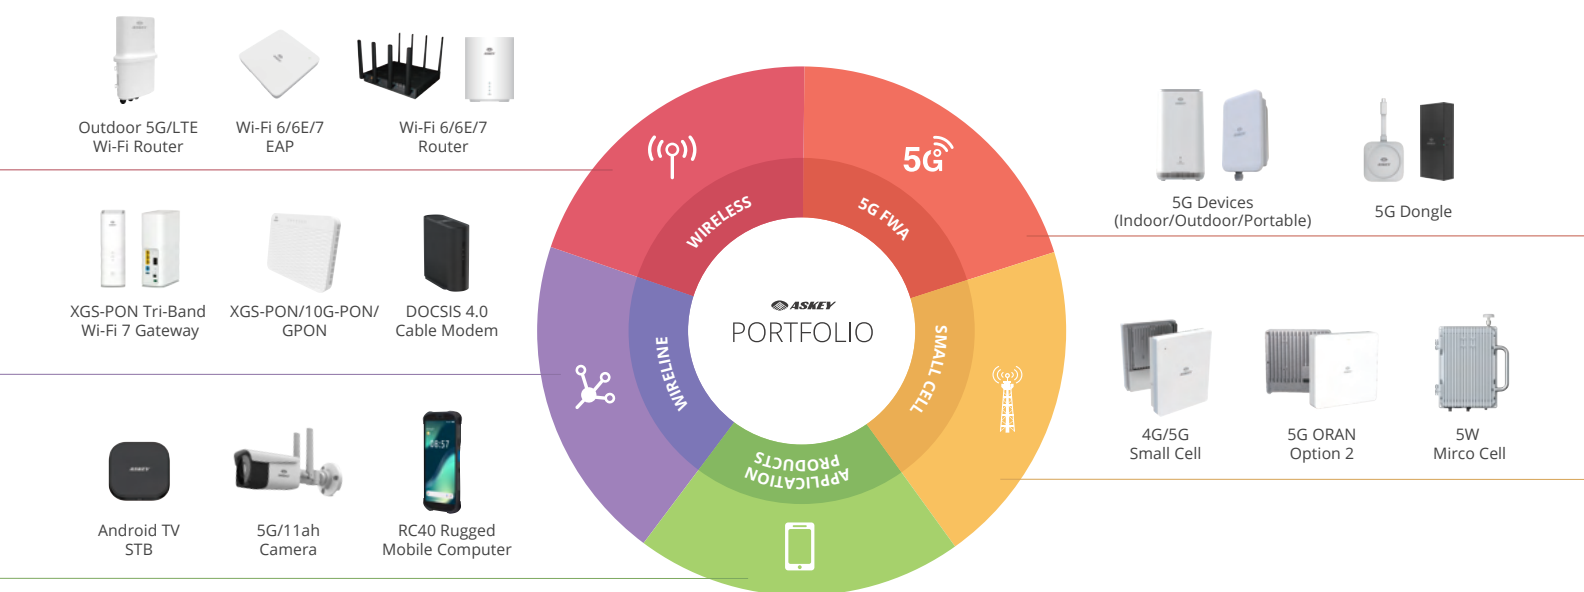 Outdoor 5G/LTE
Wi-Fi Router
Wi-Fi 6/6E/7
EAP
Wi-Fi 6/6E/7
Router
XGS-PON Tri-Band
Wi-Fi 7 Gateway
XGS-PON/10G-PON/
GPON
DOCSIS 4.0
Cable Modem
Android TV
STB
5G/11ah
Camera
RC40 Rugged
Mobile Computer
ASKEY
08:57
WIRELESS
5G
5G FWA
WIRELINE
ASKEY
PORTFOLIO
SMALL CELL
APPLICATION
PRODUCTS
5G Devices
(Indoor/Outdoor/Portable)
5G Dongle
4G/5G
Small Cell
5G ORAN
Option 2
5W
Mirco Cell